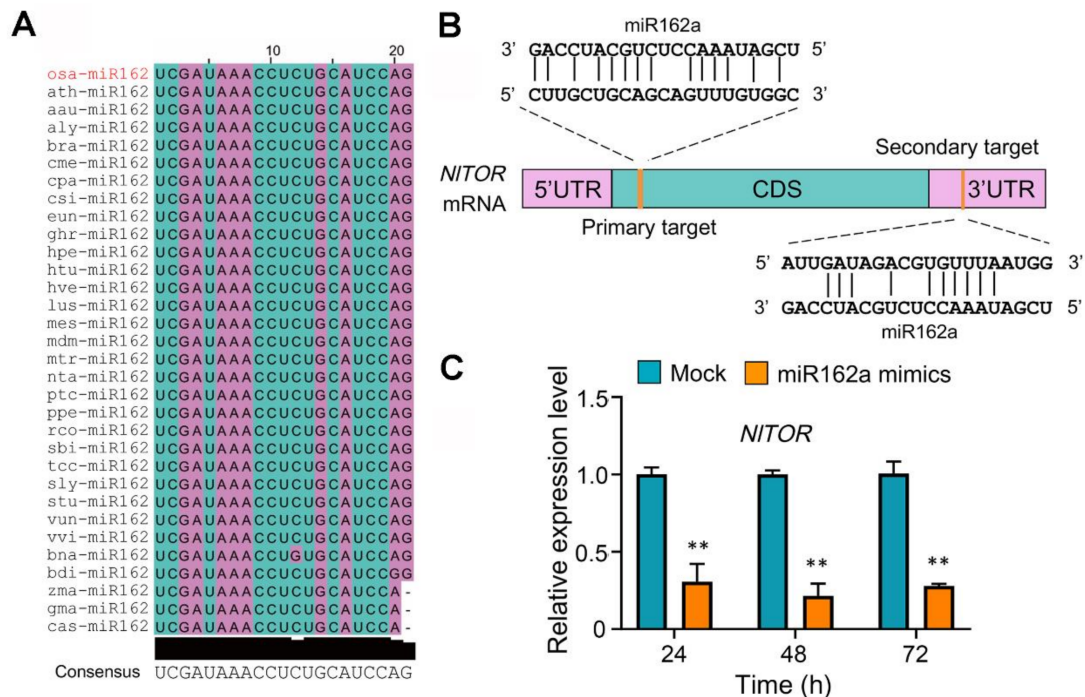 A
10
20
osa-miR162 UCGAUAAACCUCUGCAUCCAG
ath-miR162 UCGAUAAACCUCUGCAUCCAG
aau-miR162 UCGAUAAACCUCUGCAUCCAG
aly-miR162 UCGAUAAACCUCUGCAUCCAG
bra-miR162 UCGAUAAACCUCUGCAUCCAG
cme-miR162 UCGAUAAACCUCUGCAUCCAG
cpa-miR162 UCGAUAAACCUCUGCAUCCAG
csi-miR162 UCGAUAAACCUCUGCAUCCAG
eun-miR162 UCGAUAAACCUCUGCAUCCAG
ghr-miR162 UCGAUAAACCUCUGCAUCCAG
hpe-miR162 UCGAUAAACCUCUGCAUCCAG
htu-miR162 UCGAUAAACCUCUGCAUCCAG
hve-miR162 UCGAUAAACCUCUGCAUCCAG
lus-miR162 UCGAUAAACCUCUGCAUCCAG
mes-miR162 UCGAUAAACCUCUGCAUCCAG
mdm-miR162 UCGAUAAACCUCUGCAUCCAG
mtr-miR162 UCGAUAAACCUCUGCAUCCAG
nta-miR162 UCGAUAAACCUCUGCAUCCAG
ptc-miR162 UCGAUAAACCUCUGCAUCCAG
ppe-miR162 UCGAUAAACCUCUGCAUCCAG
rco-miR162 UCGAUAAACCUCUGCAUCCAG
sbi-miR162 UCGAUAAACCUCUGCAUCCAG
tcc-miR162 UCGAUAAACCUCUGCAUCCAG
sly-miR162 UCGAUAAACCUCUGCAUCCAG
stu-miR162 UCGAUAAACCUCUGCAUCCAG
vun-miR162 UCGAUAAACCUCUGCAUCCAG
vvi-miR162 UCGAUAAACCUCUGCAUCCAG
bna-miR162 UCGAUAAACCUGUGCAUCCAG
bdi-miR162 UCGAUAAACCUCUGCAUCCGG
zma-miR162 UCGAUAAACCUCUGCAUCCA-
gma-miR162 UCGAUAAACCUCUGCAUCCA-
cas-miR162 UCGAUAAACCUCUGCAUCCA-
Consensus UCGAUAAACCUCUGCAUCCAG
B
miR162a
3' GACCUACGUCUCCAAAUAGCU 5'
5' CUUGCUGCAGCAGUUUGUGGC 3'
Secondary target
NITOR
mRNA
5'UTR CDS 3'UTR
Primary target
5' AUUGAUAGACGUGUUUAAUGG 3'
3' GACCUACGUCUCCAAAUAGCU 5'
miR162a
C
Mock miR162a mimics
NITOR
Relative expression level
1.5
1.0
0.5
0
** ** **
24 48 72
Time (h)